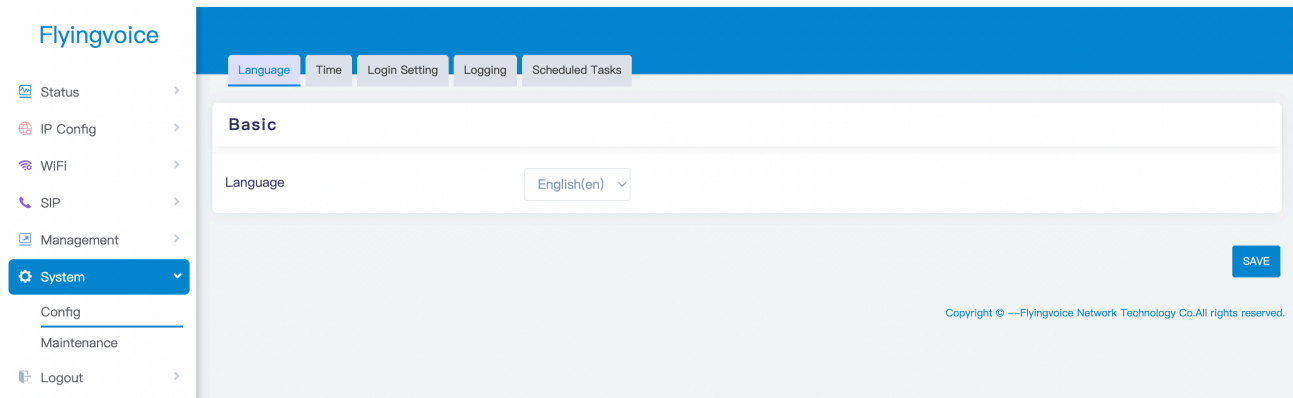 Flyingvoice
Language Time Login Setting Logging Scheduled Tasks
Status
IP Config
WiFi
SIP
Management
System
Config
Maintenance
Logout
Basic
Language English(en)
SAVE
Copyright © --Flyingvoice Network Technology Co.All rights reserved.